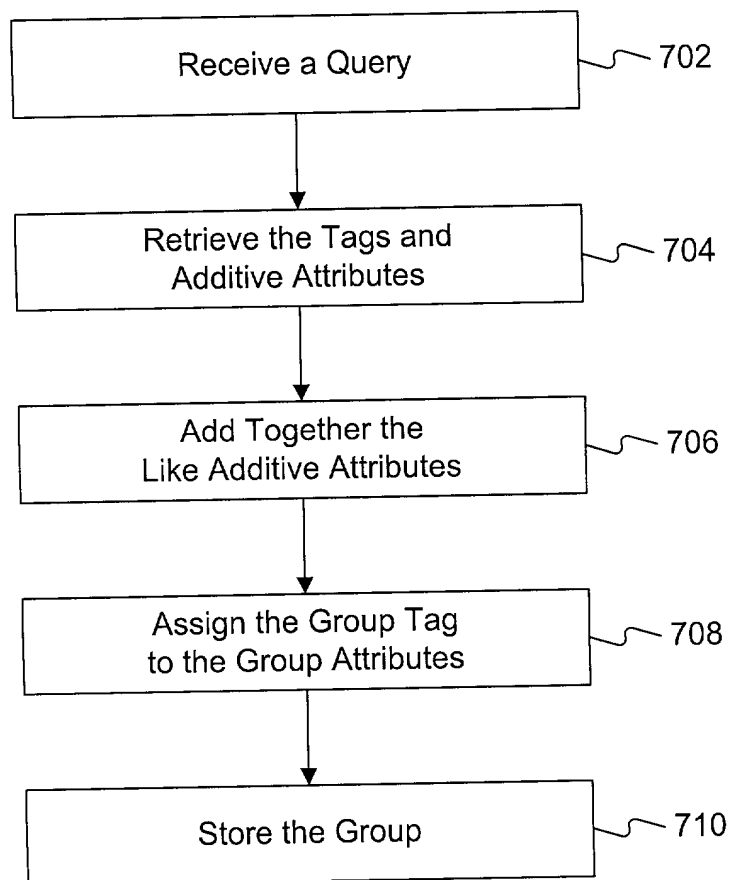 Receive a Query
702
Retrieve the Tags and
Additive Attributes
704
Add Together the
Like Additive Attributes
706
Assign the Group Tag
to the Group Attributes
708
Store the Group
710